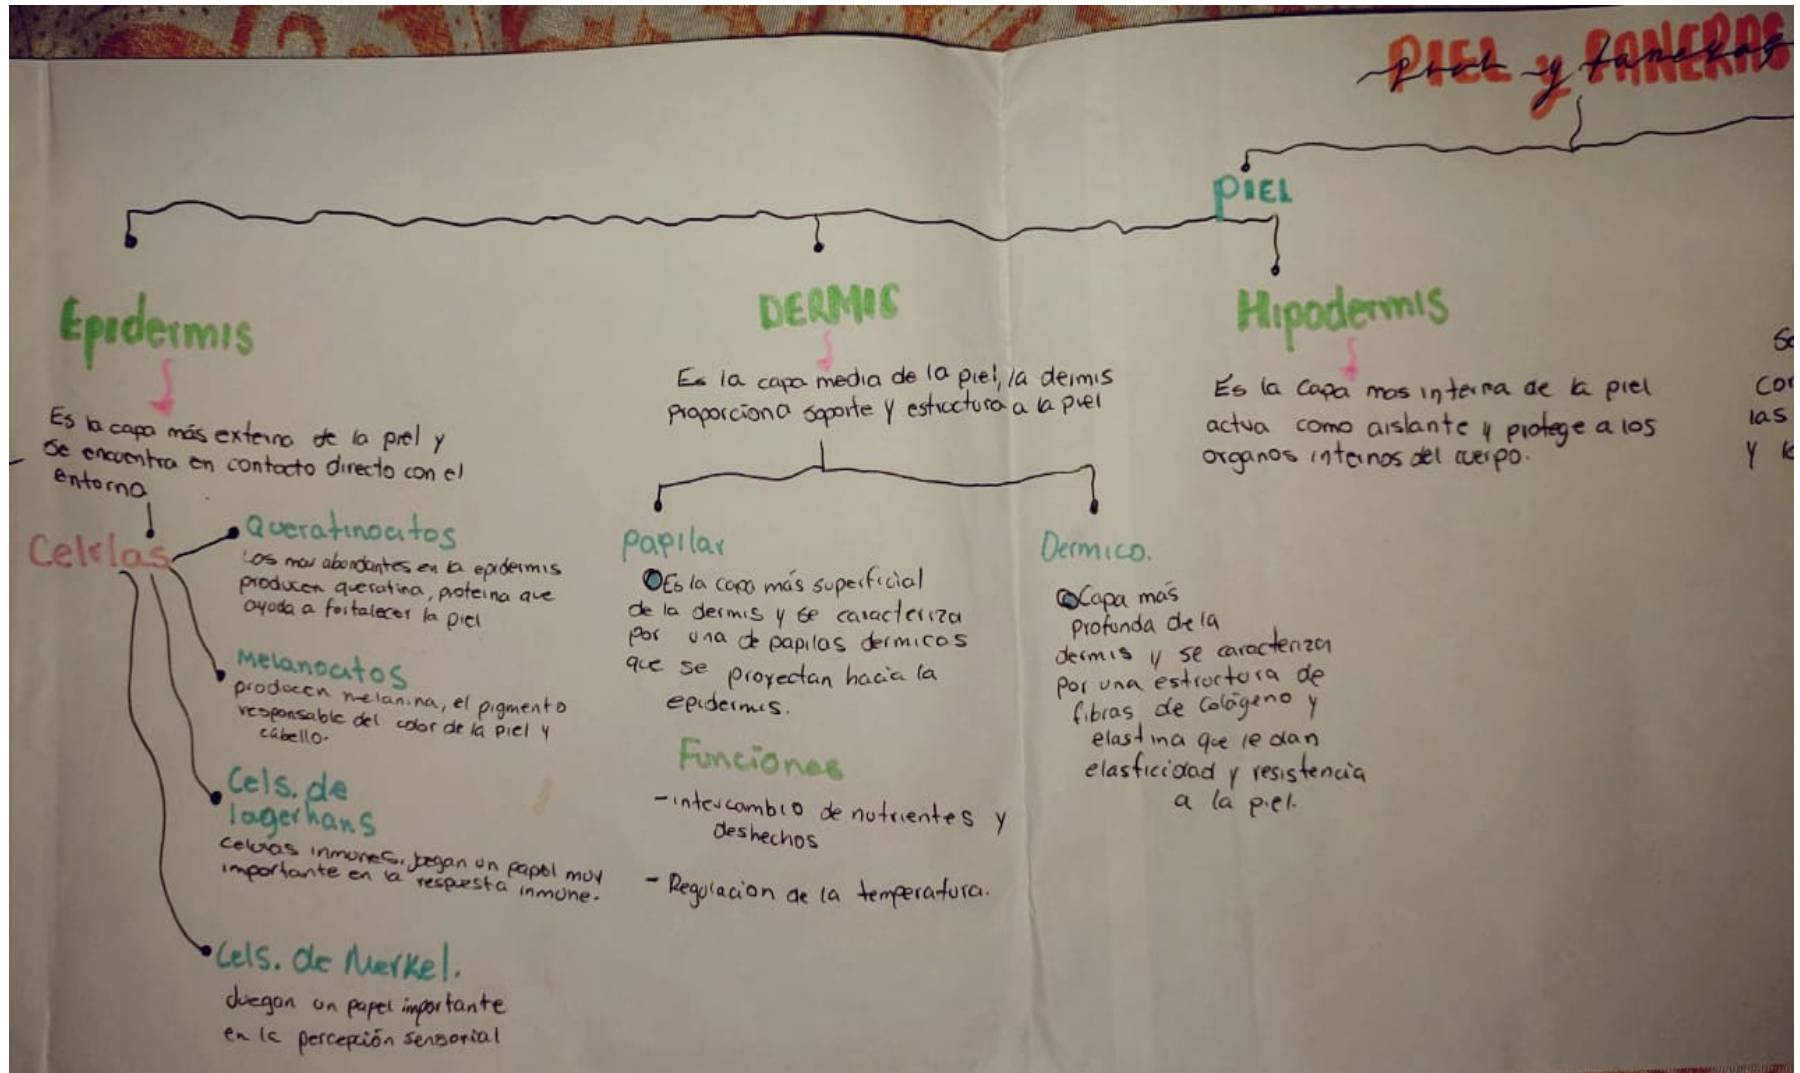 PIEL y FANERAS
PIEL
Epidermis
Es la capa más externa de la piel y
se encuentra en contacto directo con el
entorno
Celulas
Queratinocitos
Los mas abundantes en la epidermis
producen queratina, proteina que
ayuda a fortalecer la piel
Melanocitos
producen melanina, el pigmento
responsable del color de la piel y
cabello.
Cels. de
lagerhans
celulas inmunes, juegan un papel muy
importante en la respuesta inmune.
Cels. de Merkel.
Juegan un papel importante
en la percepción sensorial
DERMIS
Es la capa media de la piel, la dermis
proporciona soporte y estructura a la piel
Papilar
Es la capa más superficial
de la dermis y se caracteriza
por una de papilas dermicas
que se proyectan hacia la
epidermis.
Funciones
- intercambio de nutrientes y
deshechos
- Regulacion de la temperatura.
Dermico.
Capa más
profunda de la
dermis y se caracteriza
por una estructura de
fibras de colágeno y
elastina que le dan
elasticidad y resistencia
a la piel.
Hipodermis
Es la Capa mas interna de la piel
actua como aislante y protege a los
organos internos del cuerpo.
las
y